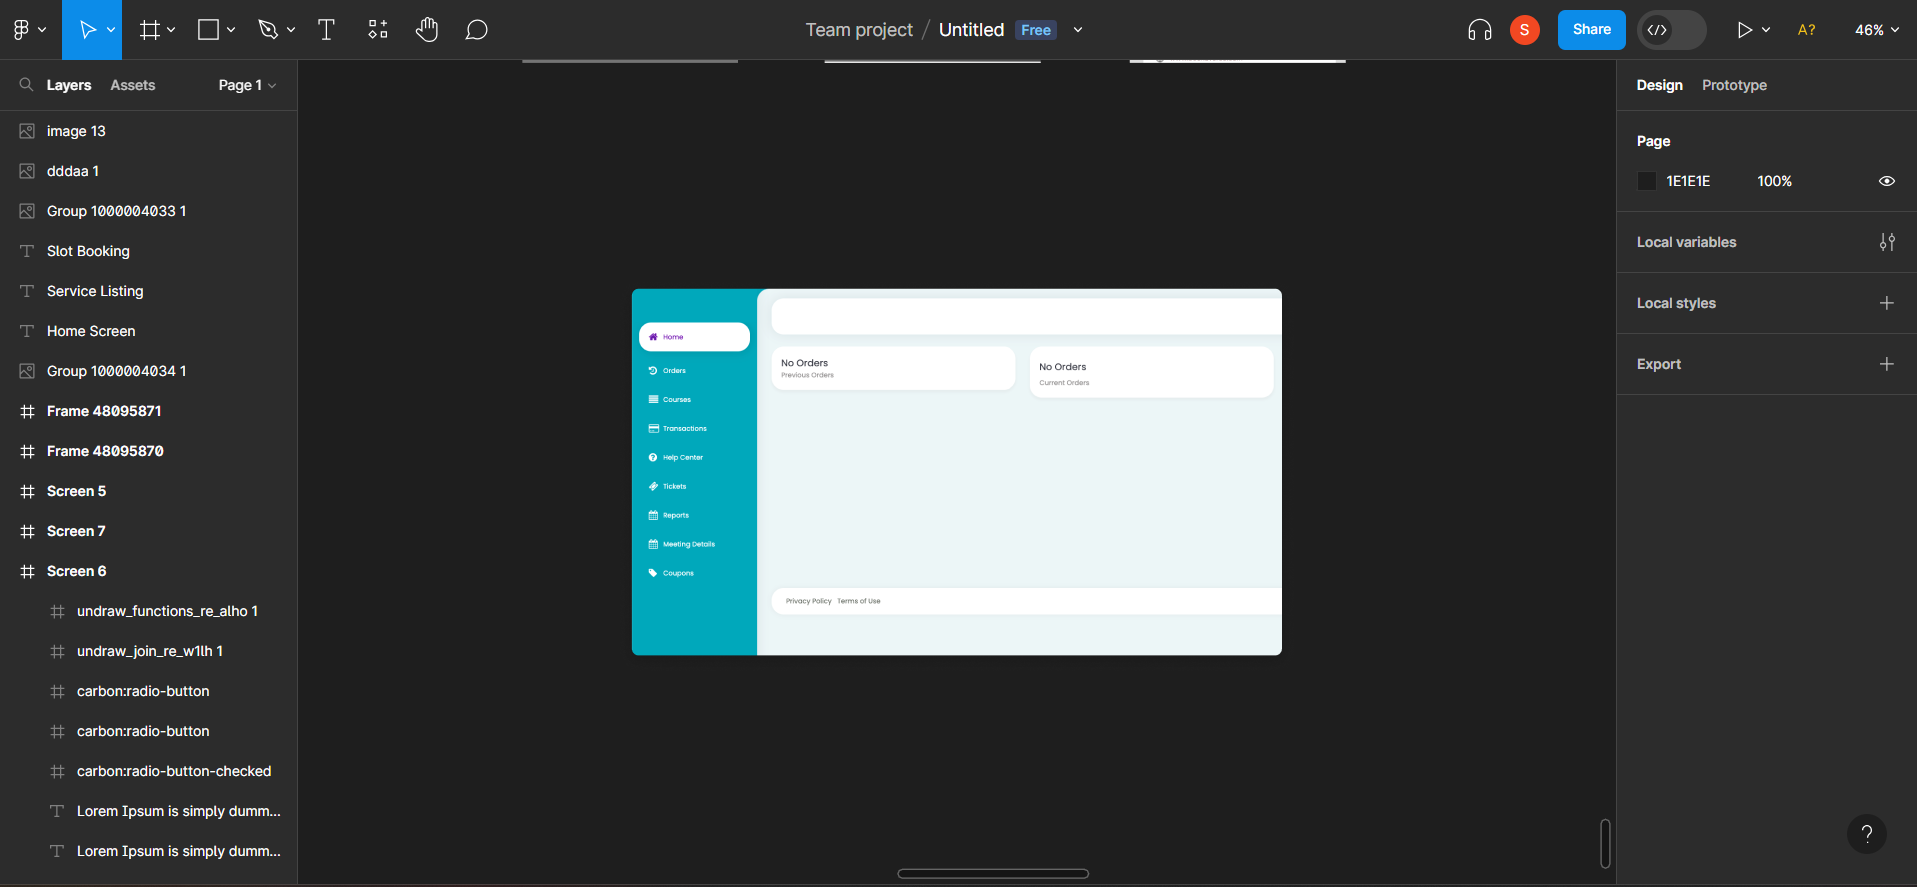 Team project / Untitled Free
S
Share
A?
46%
Layers Assets Page 1
Design Prototype
image 13
dddaa 1
Group 1000004033 1
Slot Booking
Service Listing
Home Screen
Group 1000004034 1
Frame 48095871
Frame 48095870
Screen 5
Screen 7
Screen 6
undraw_functions_re_alho 1
undraw_join_re_w1lh 1
carbon:radio-button
carbon:radio-button
carbon:radio-button-checked
Lorem Ipsum is simply dumm...
Lorem Ipsum is simply dumm...
Home
Orders
Courses
Transactions
Help Center
Tickets
Reports
Meeting Details
Coupons
No Orders
Previous Orders
No Orders
Current Orders
Privacy Policy Terms of Use
Page
1E1E1E 100%
Local variables
Local styles
Export
?